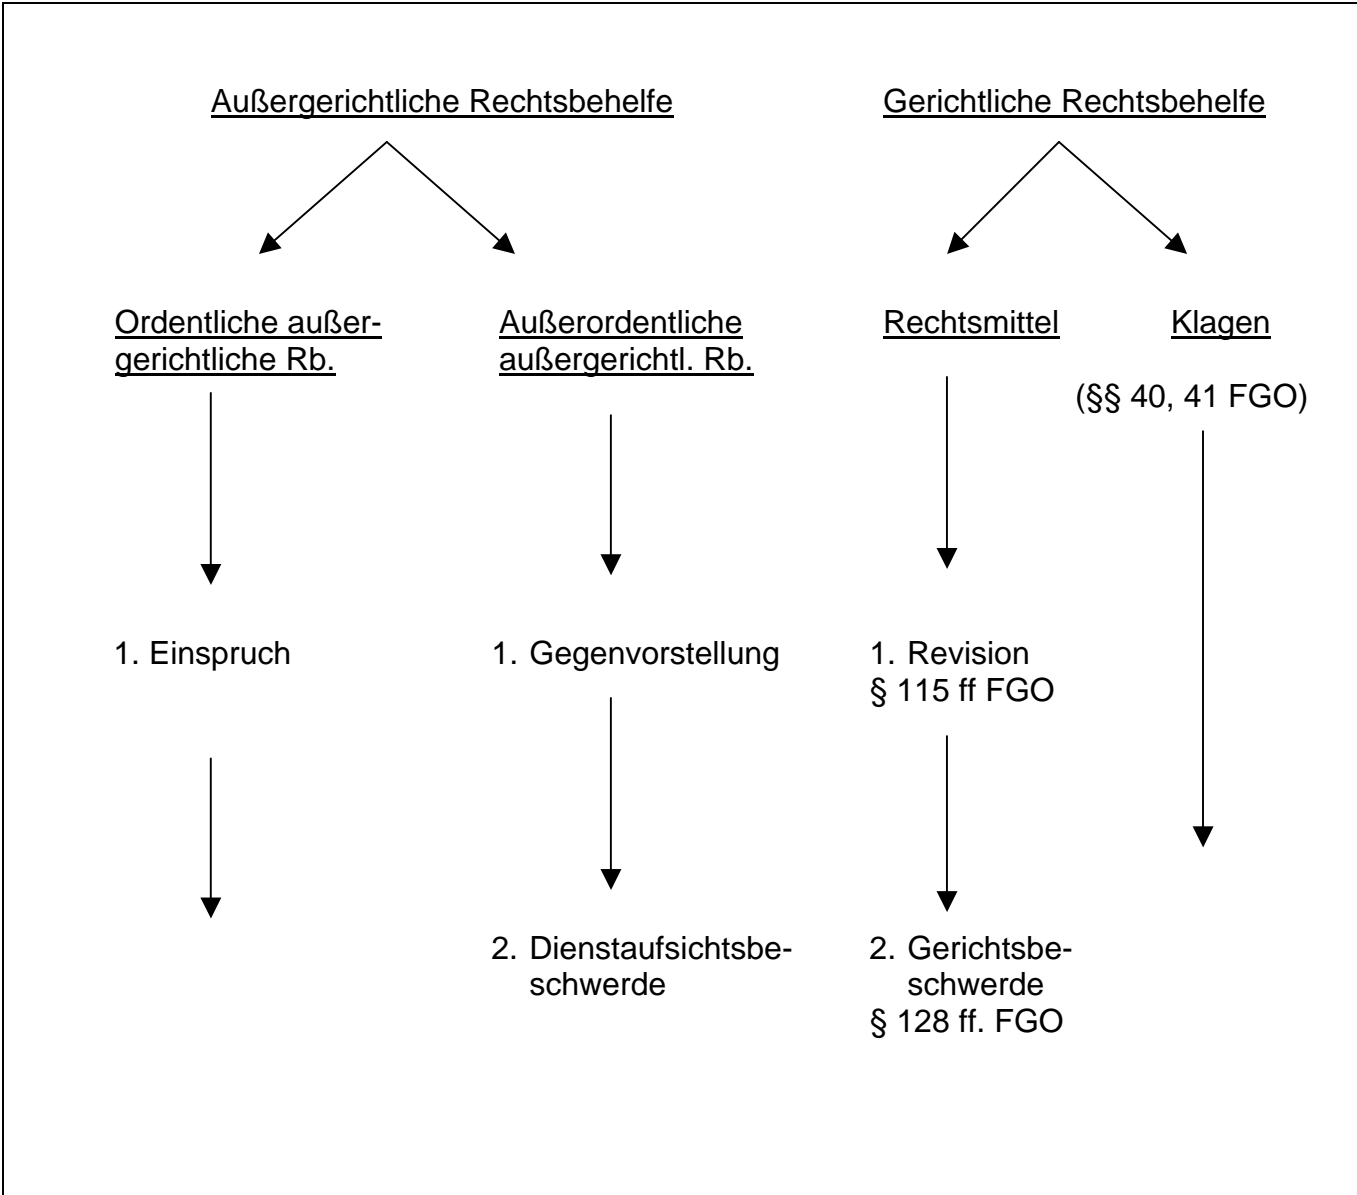 Außergerichtliche Rechtsbehelfe
Gerichtliche Rechtsbehelfe
Ordentliche außer-
gerichtliche Rb.
Außerordentliche
außergerichtl. Rb.
Rechtsmittel
Klagen
(§§ 40, 41 FGO)
1. Einspruch
1. Gegenvorstellung
1. Revision
§ 115 ff FGO
2. Dienstaufsichtsbe-
schwerde
2. Gerichtsbe-
schwerde
§ 128 ff. FGO